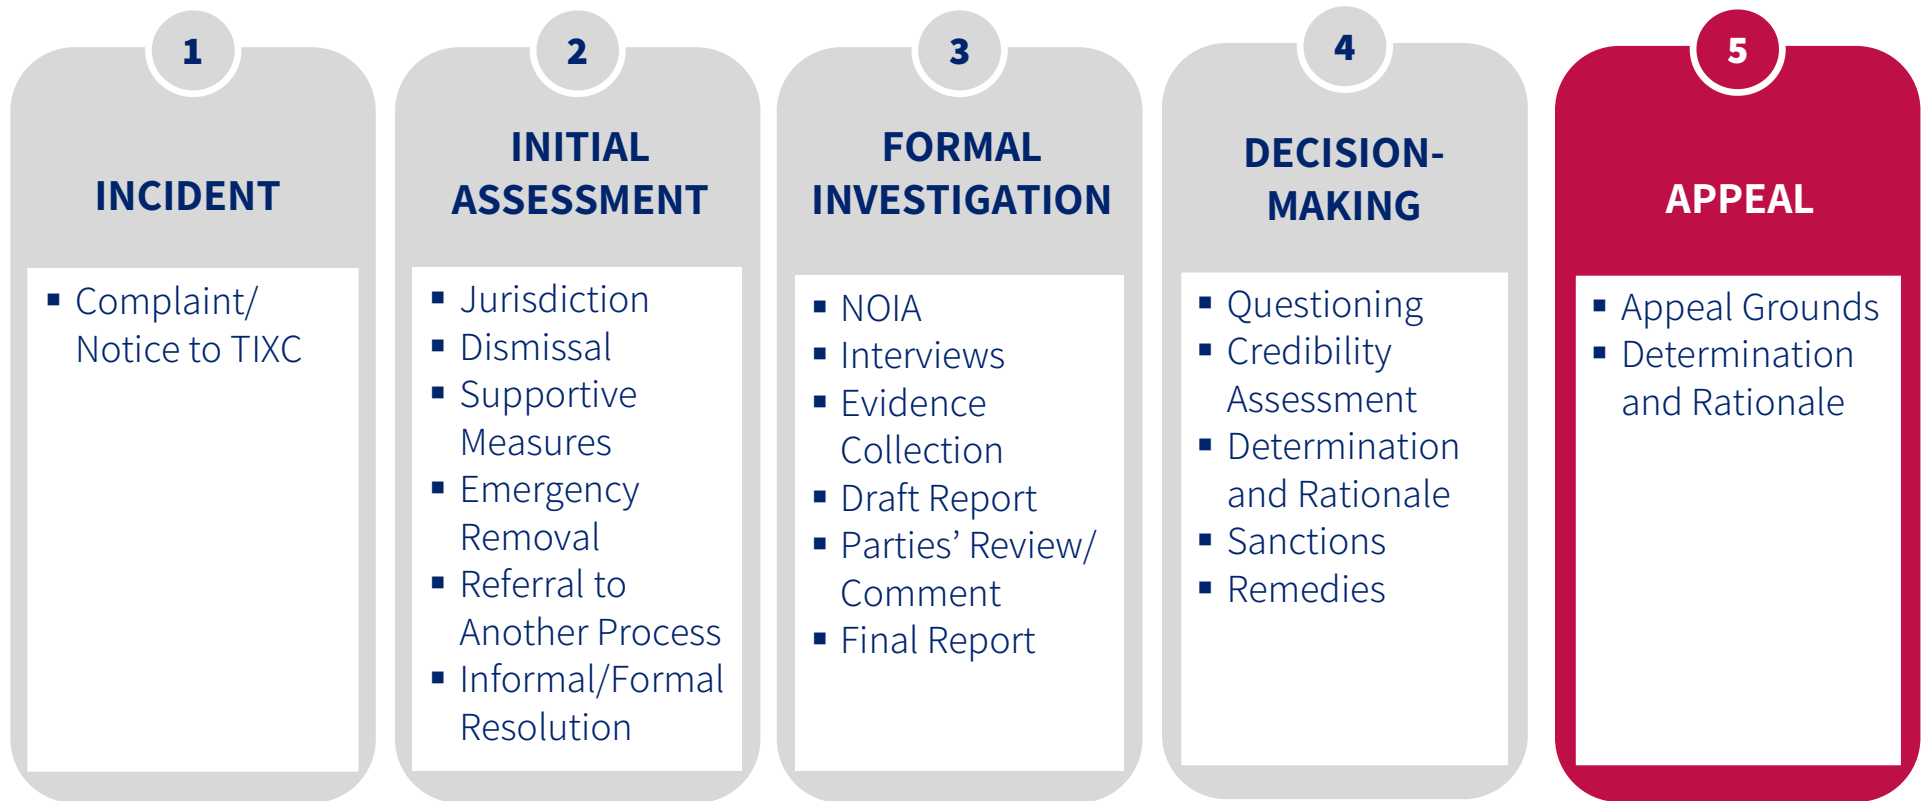 1
INCIDENT
▪ Complaint/
Notice to TIXC
2
INITIAL
ASSESSMENT
▪ Jurisdiction
▪ Dismissal
▪ Supportive
Measures
▪ Emergency
Removal
▪ Referral to
Another Process
▪ Informal/Formal
Resolution
3
FORMAL
INVESTIGATION
▪ NOIA
▪ Interviews
▪ Evidence
Collection
▪ Draft Report
▪ Parties’ Review/
Comment
▪ Final Report
4
DECISION-
MAKING
▪ Questioning
▪ Credibility
Assessment
▪ Determination
and Rationale
▪ Sanctions
▪ Remedies
5
APPEAL
▪ Appeal Grounds
▪ Determination
and Rationale